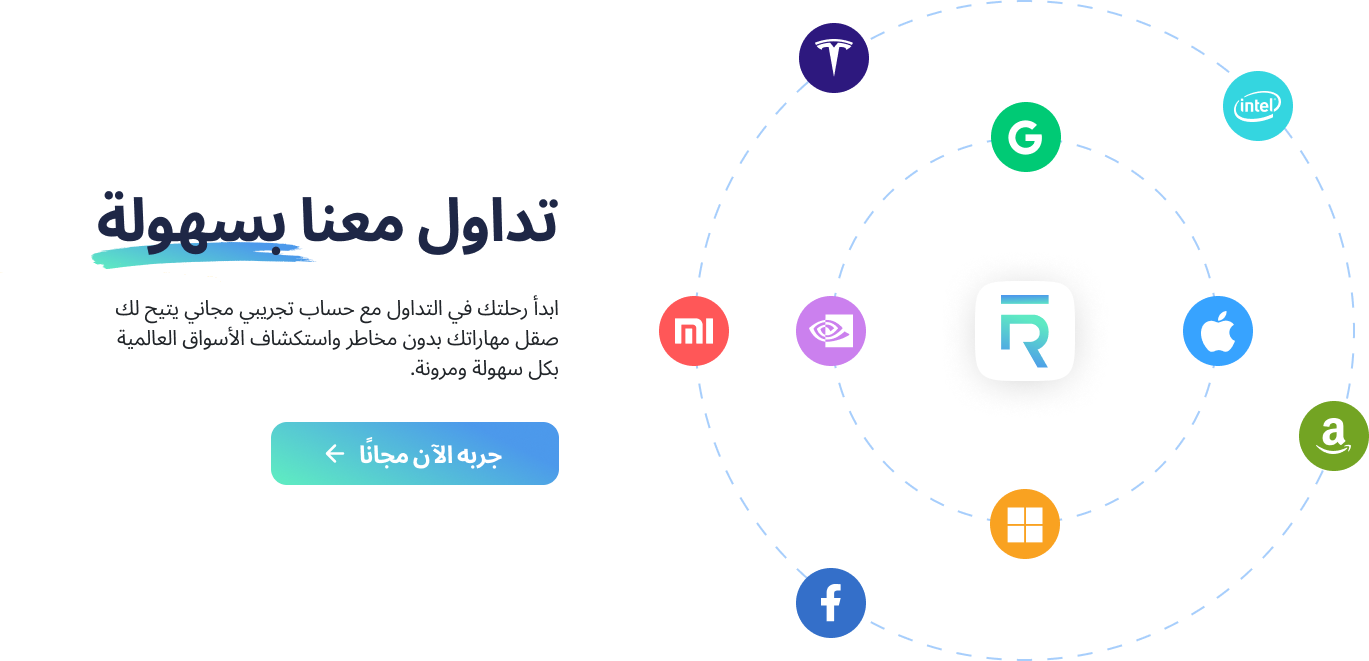 تداول معنا بسهولة
ابدأ رحلتك في التداول مع حساب تجريبي مجاني يتيح لك
صقل مهاراتك بدون مخاطر واستكشاف الأسواق العالمية
بكل سهولة ومرونة.
جربه الآن مجانًا
intel